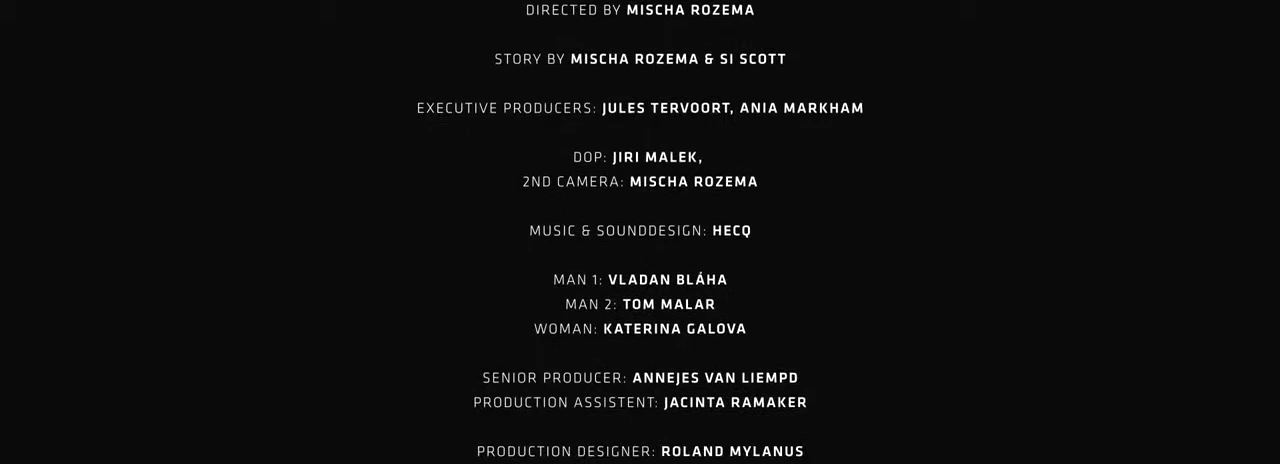 DIRECTED BY MISCHA ROZEMA
STORY BY MISCHA ROZEMA & SI SCOTT
EXECUTIVE PRODUCERS: JULES TERVOORT, ANIA MARKHAM
DOP: JIRI MALEK,
2ND CAMERA: MISCHA ROZEMA
MUSIC & SOUNDDESIGN: HECQ
MAN 1: VLADAN BLÁHA
MAN 2: TOM MALAR
WOMAN: KATERINA GALOVA
SENIOR PRODUCER: ANNEJES VAN LIEMPD
PRODUCTION ASSISTENT: JACINTA RAMAKER
PRODUCTION DESIGNER: ROLAND MYLANUS